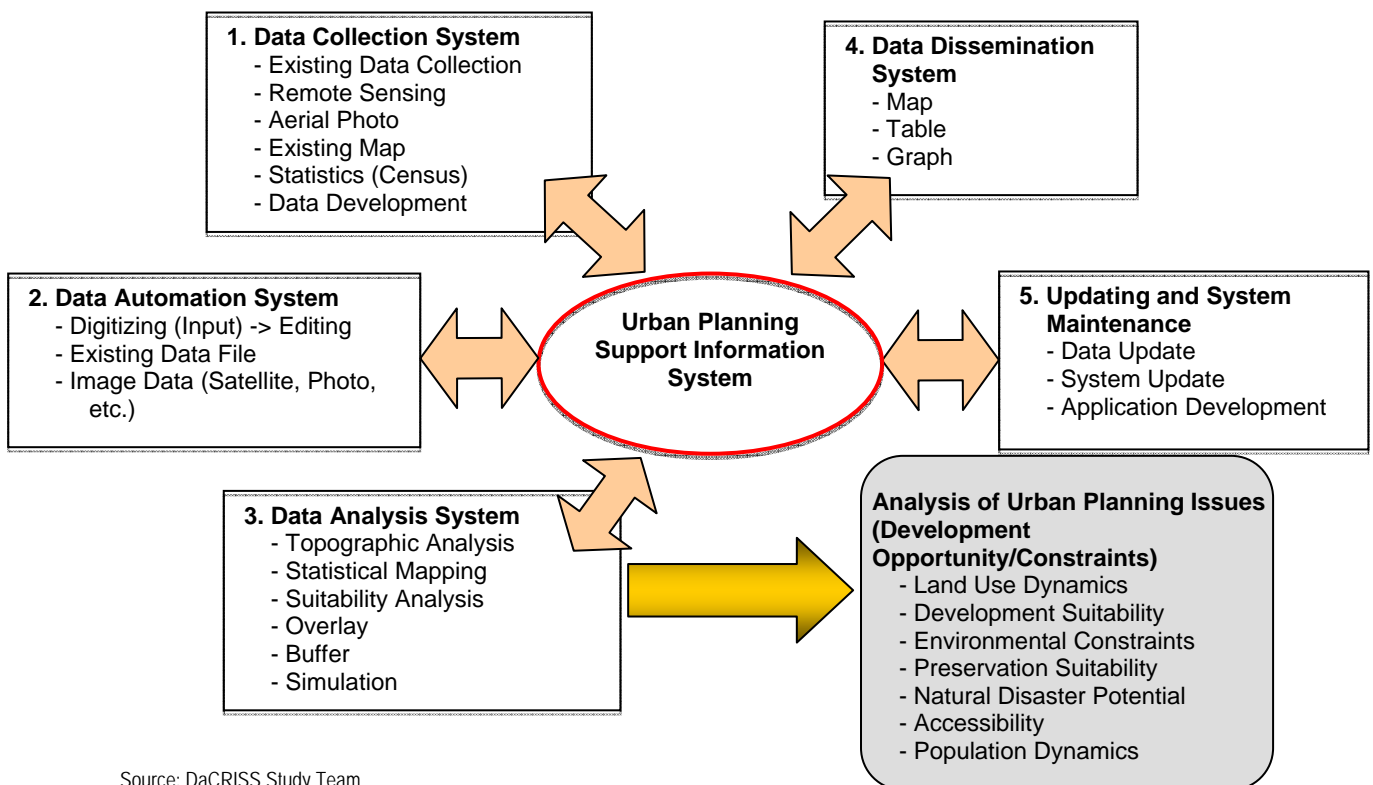 1. Data Collection System
- Existing Data Collection
- Remote Sensing
- Aerial Photo
- Existing Map
- Statistics (Census)
- Data Development
2. Data Automation System
- Digitizing (Input) -> Editing
- Existing Data File
- Image Data (Satellite, Photo,
etc.)
3. Data Analysis System
- Topographic Analysis
- Statistical Mapping
- Suitability Analysis
- Overlay
- Buffer
- Simulation
Urban Planning
Support Information
System
4. Data Dissemination
System
- Map
- Table
- Graph
5. Updating and System
Maintenance
- Data Update
- System Update
- Application Development
Analysis of Urban Planning Issues
(Development
Opportunity/Constraints)
- Land Use Dynamics
- Development Suitability
- Environmental Constraints
- Preservation Suitability
- Natural Disaster Potential
- Accessibility
- Population Dynamics
Source: DaCRISS Study Team